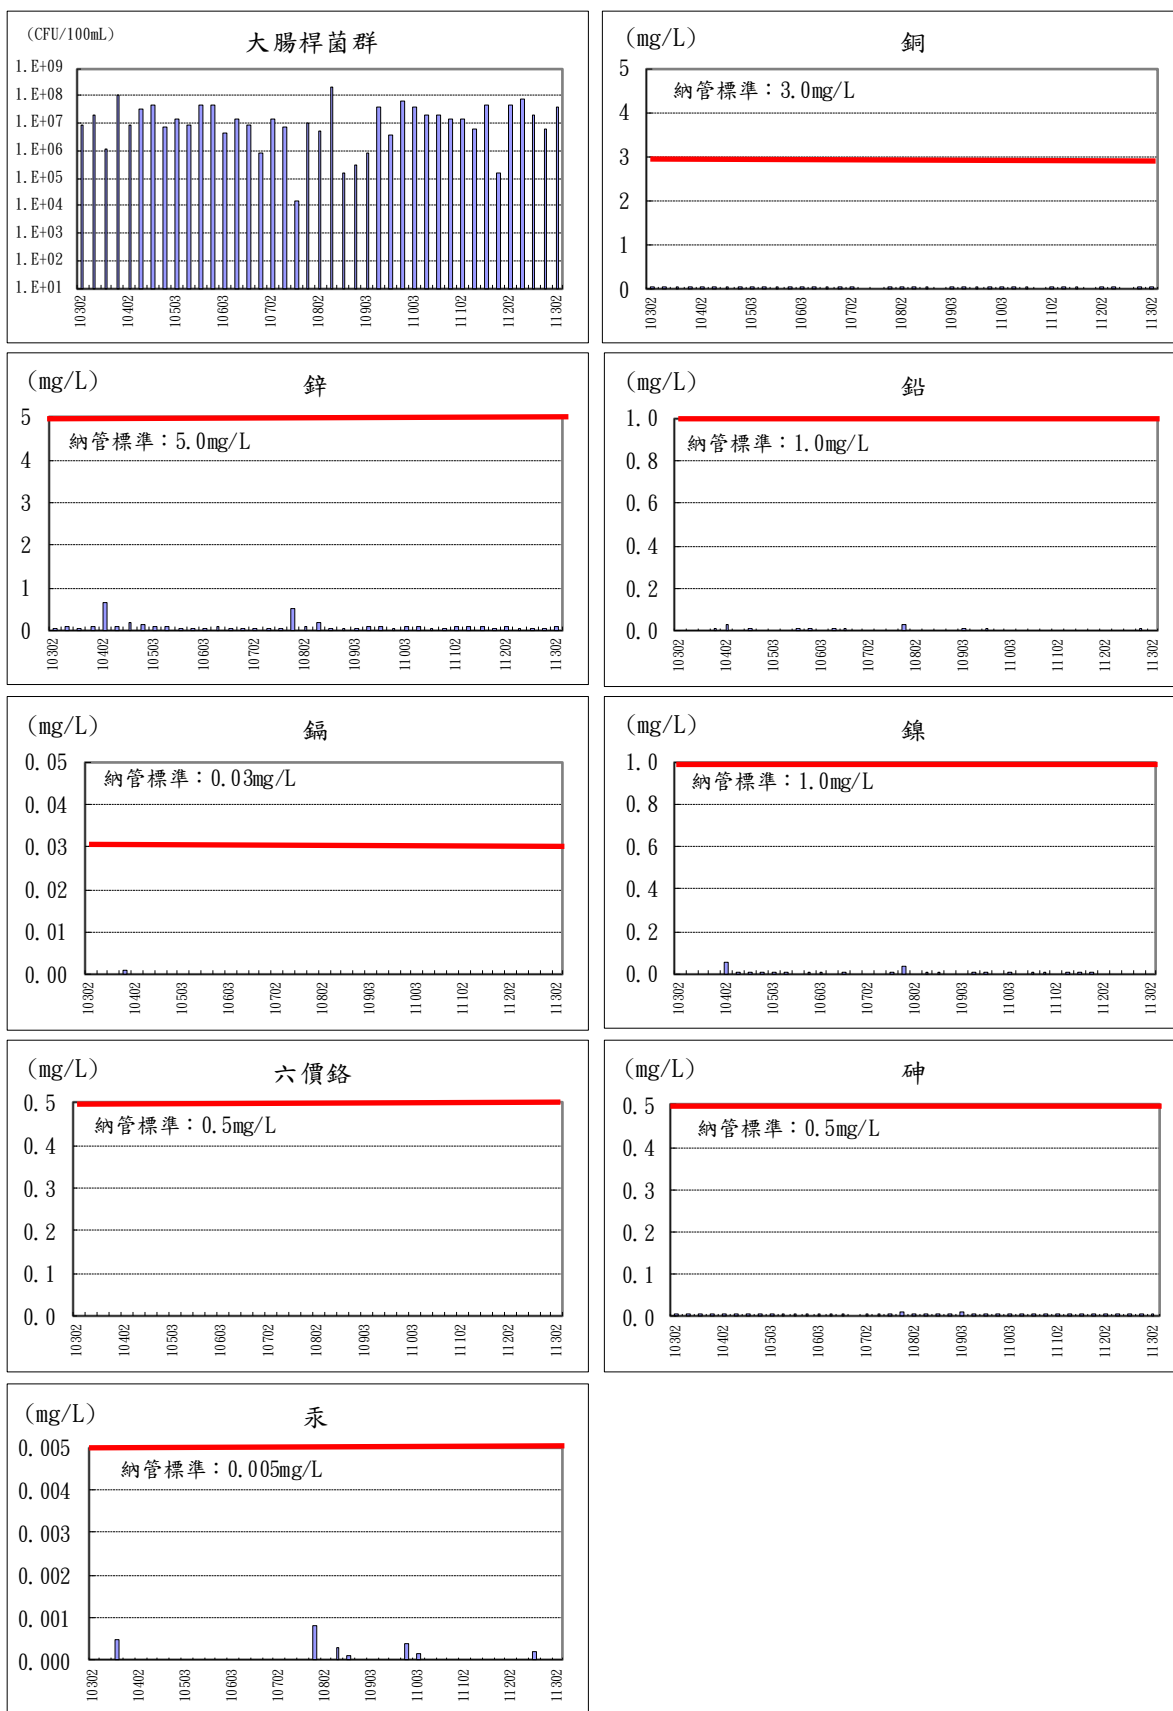 (CFU/100mL)
大腸桿菌群
1.E+09
1.E+08
1.E+07
1.E+06
1.E+05
1.E+04
1.E+03
1.E+02
1.E+01
10302 10402 10503 10603 10702 10802 10903 11003 11102 11202 11302
(mg/L)
銅
納管標準：3.0mg/L
5
4
3
2
1
0
10302 10402 10503 10603 10702 10802 10903 11003 11102 11202 11302
(mg/L)
鋅
納管標準：5.0mg/L
5
4
3
2
1
0
10302 10402 10503 10603 10702 10802 10903 11003 11102 11202 11302
(mg/L)
鉛
納管標準：1.0mg/L
1.0
0.8
0.6
0.4
0.2
0.0
10302 10402 10503 10603 10702 10802 10903 11003 11102 11202 11302
(mg/L)
鎘
納管標準：0.03mg/L
0.05
0.04
0.03
0.02
0.01
0.00
10302 10402 10503 10603 10702 10802 10903 11003 11102 11202 11302
(mg/L)
鎳
納管標準：1.0mg/L
1.0
0.8
0.6
0.4
0.2
0.0
10302 10402 10503 10603 10702 10802 10903 11003 11102 11202 11302
(mg/L)
六價鉻
納管標準：0.5mg/L
0.5
0.4
0.3
0.2
0.1
0.0
10302 10402 10503 10603 10702 10802 10903 11003 11102 11202 11302
(mg/L)
砷
納管標準：0.5mg/L
0.5
0.4
0.3
0.2
0.1
0.0
10302 10402 10503 10603 10702 10802 10903 11003 11102 11202 11302
(mg/L)
汞
納管標準：0.005mg/L
0.005
0.004
0.003
0.002
0.001
0.000
10302 10402 10503 10603 10702 10802 10903 11003 11102 11202 11302